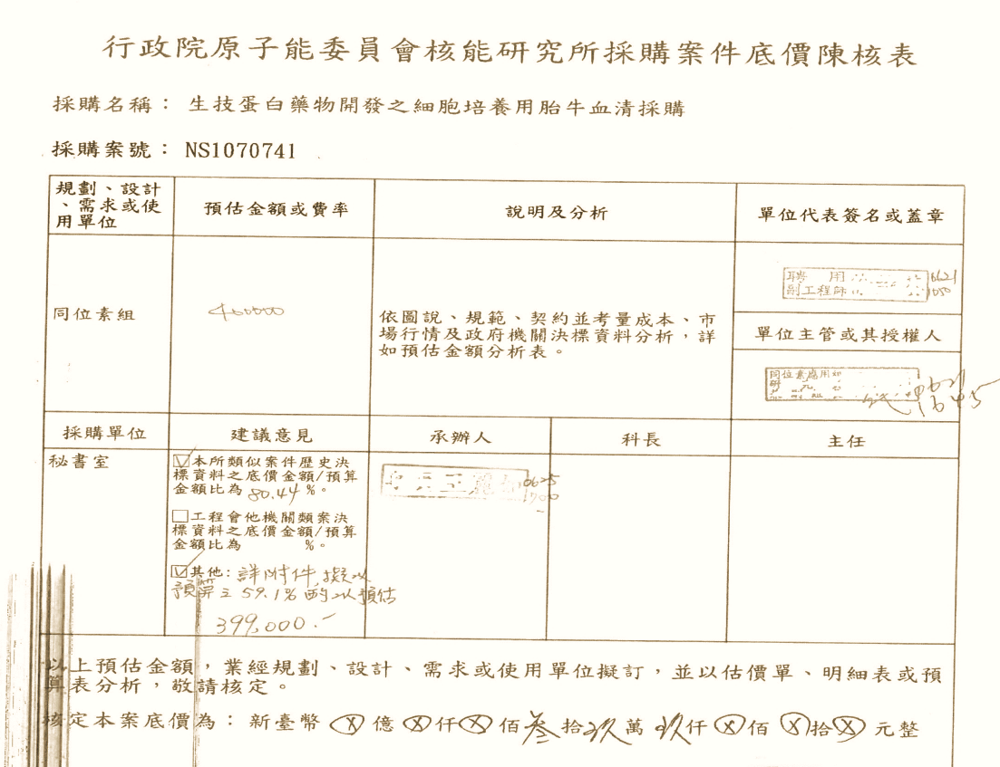 行政院原子能委員會核能研究所採購案件底價陳核表
採購名稱： 生技蛋白藥物開發之細胞培養用胎牛血清採購
採購案號： NS1070741
規劃、設計
、需求或使
用單位
預估金額或費率
說明及分析
單位代表簽名或蓋章
同位素組
400000
依圖說、規範、契約並考量成本、市
場行情及政府機關決標資料分析，詳
如預估金額分析表。
聘 用 0621
副工程師 1050
單位主管或其授權人
同位素應用
採購單位
建議意見
承辦人
科長
主任
秘書室
☑本所類似案件歷史決
標資料之底價金額/預算
金額比為 80.44 %。
☐工程會他機關類案決
標資料之底價金額/預算
金額比為 %。
☑其他：詳附件，擬以
預算之59.1%酌以預估
399,000.-
0625
1700
以上預估金額，業經規劃、設計、需求或使用單位擬訂，並以估價單、明細表或預
算表分析，敬請核定。
核定本案底價為：新臺幣 Ⓧ 億 Ⓧ 仟 Ⓧ 佰 叁 拾 玖 萬 玖 仟 Ⓧ 佰 Ⓧ 拾 Ⓧ 元整